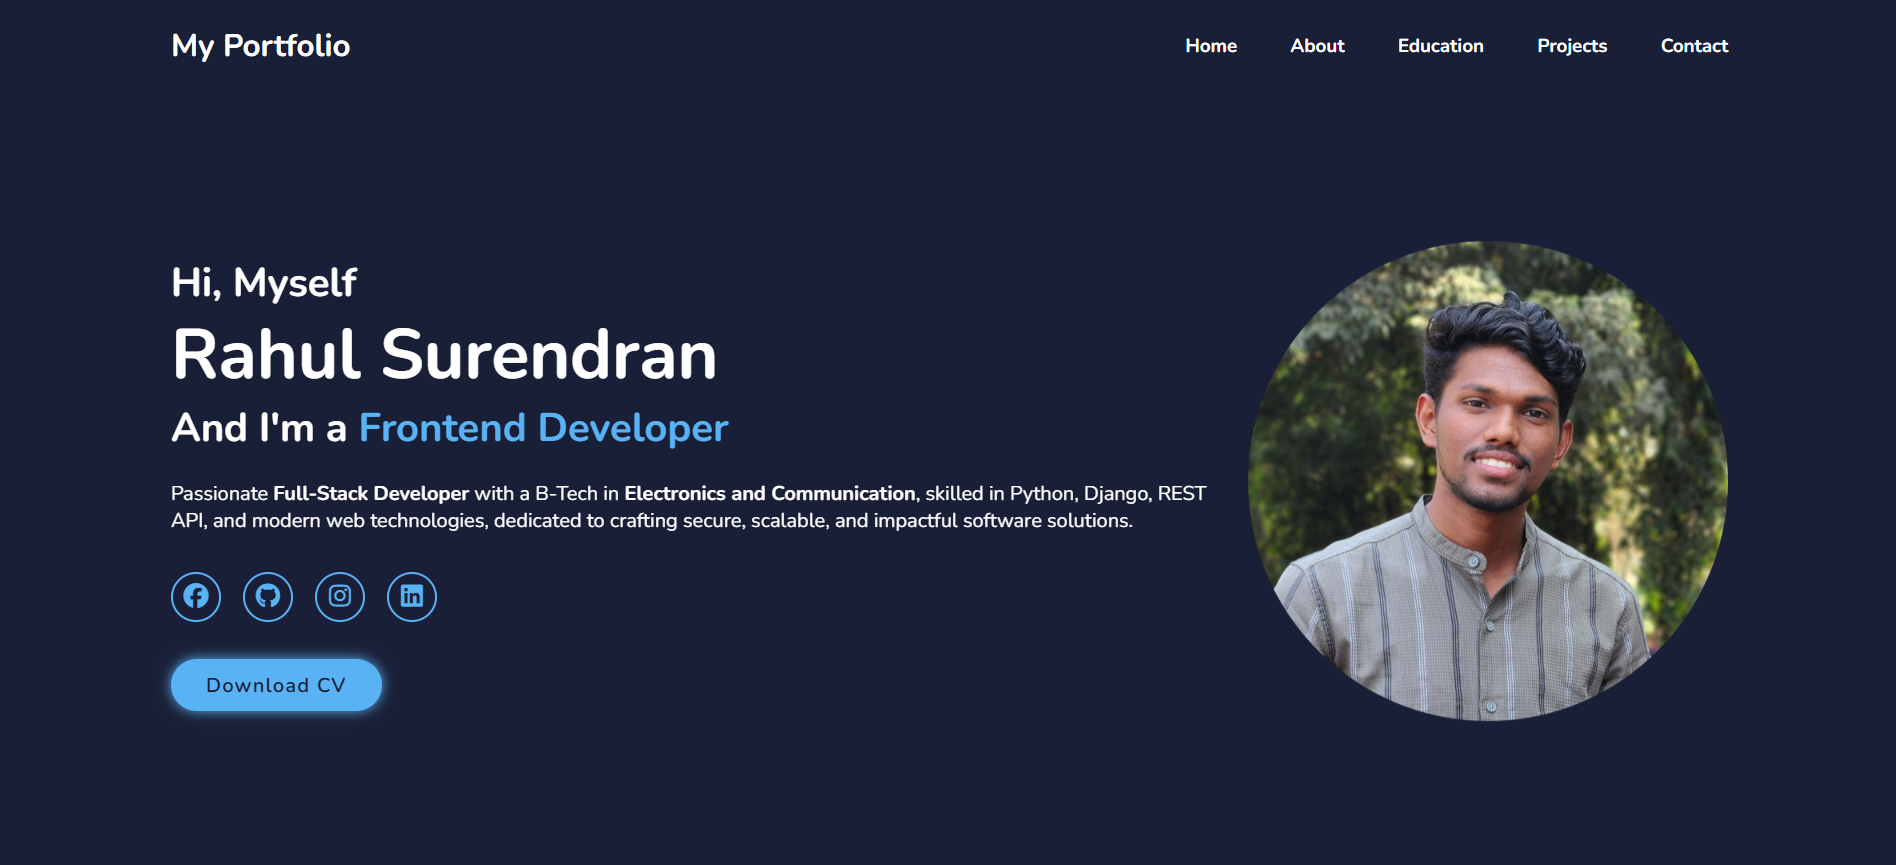 My Portfolio
Home About Education Projects Contact
Hi, Myself
Rahul Surendran
And I'm a Frontend Developer
Passionate Full-Stack Developer with a B-Tech in Electronics and Communication, skilled in Python, Django, REST
API, and modern web technologies, dedicated to crafting secure, scalable, and impactful software solutions.
Download CV